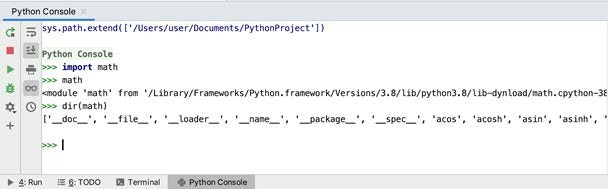 Python Console
sys.path.extend(['/Users/user/Documents/PythonProject'])
Python Console
>>> import math
>>> math
<module 'math' from '/Library/Frameworks/Python.framework/Versions/3.8/lib/python3.8/lib-dynload/math.cpython-38
>>> dir(math)
['__doc__', '__file__', '__loader__', '__name__', '__package__', '__spec__', 'acos', 'acosh', 'asin', 'asinh', '
>>>
4: Run 6: TODO Terminal Python Console